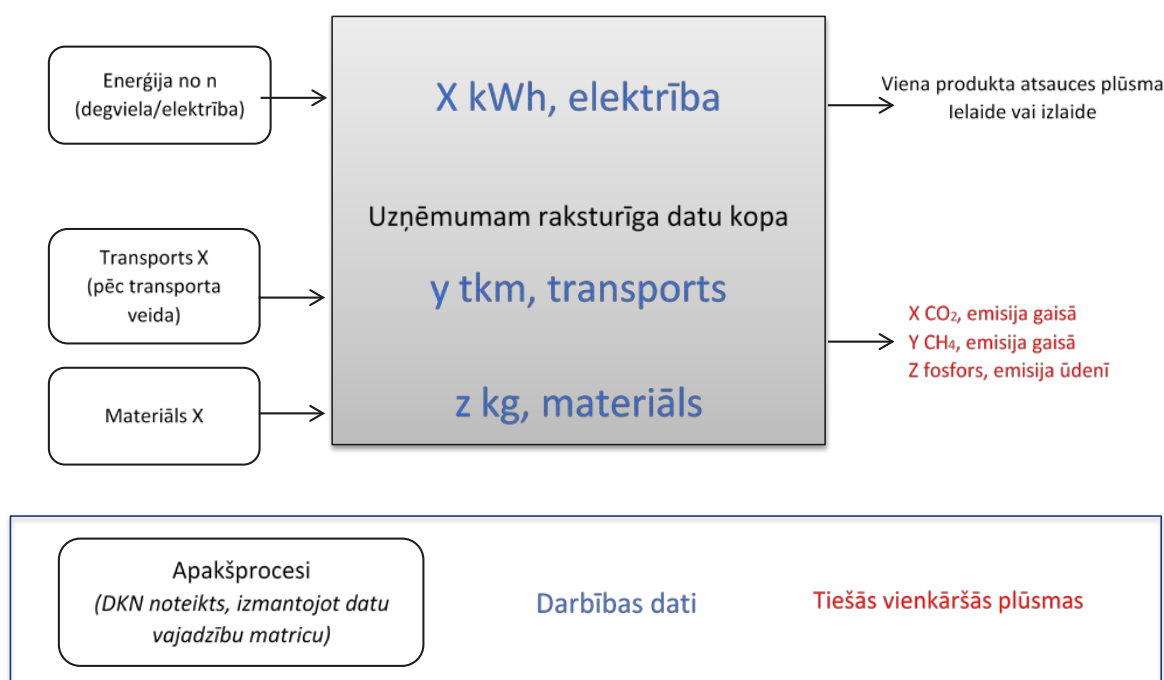 Enerģija no n
(degviela/elektrība)
X kWh, elektrība
Viena produkta atsauces plūsma
Ielaide vai izlaide
Uzņēmumam raksturīga datu kopa
Transports X
(pēc transporta
veida)
y tkm, transports
X CO₂, emisija gaisā
Y CH₄, emisija gaisā
Z fosfors, emisija ūdenī
Materiāls X
z kg, materiāls
Apakšprocesi
(DKN noteikts, izmantojot datu
vajadzību matricu)
Darbības dati
Tiešās vienkāršās plūsmas